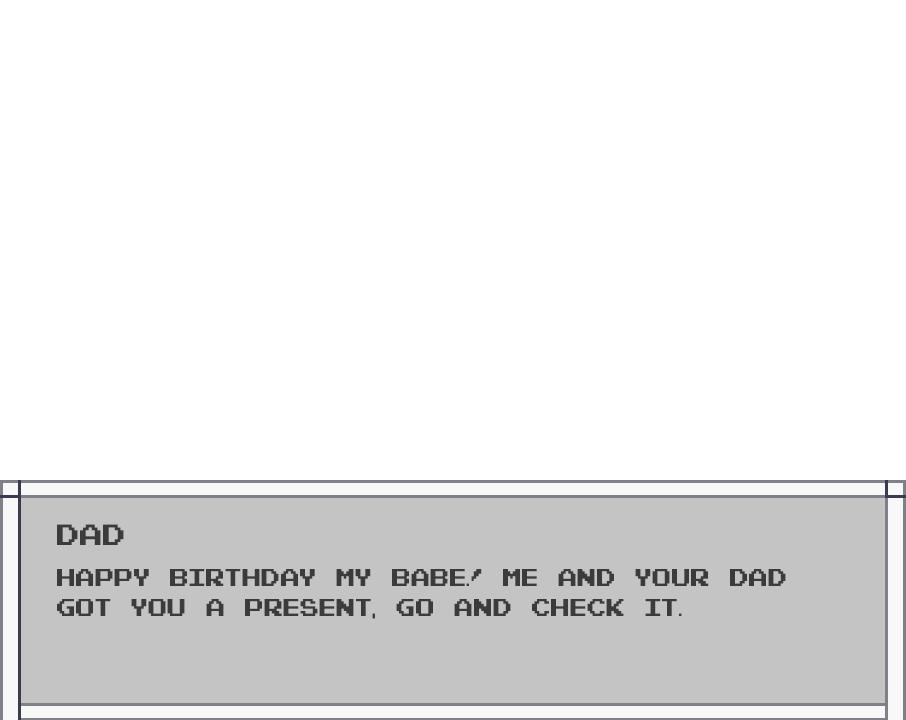 DAD
HAPPY BIRTHDAY MY BABE! ME AND YOUR DAD
GOT YOU A PRESENT, GO AND CHECK IT.